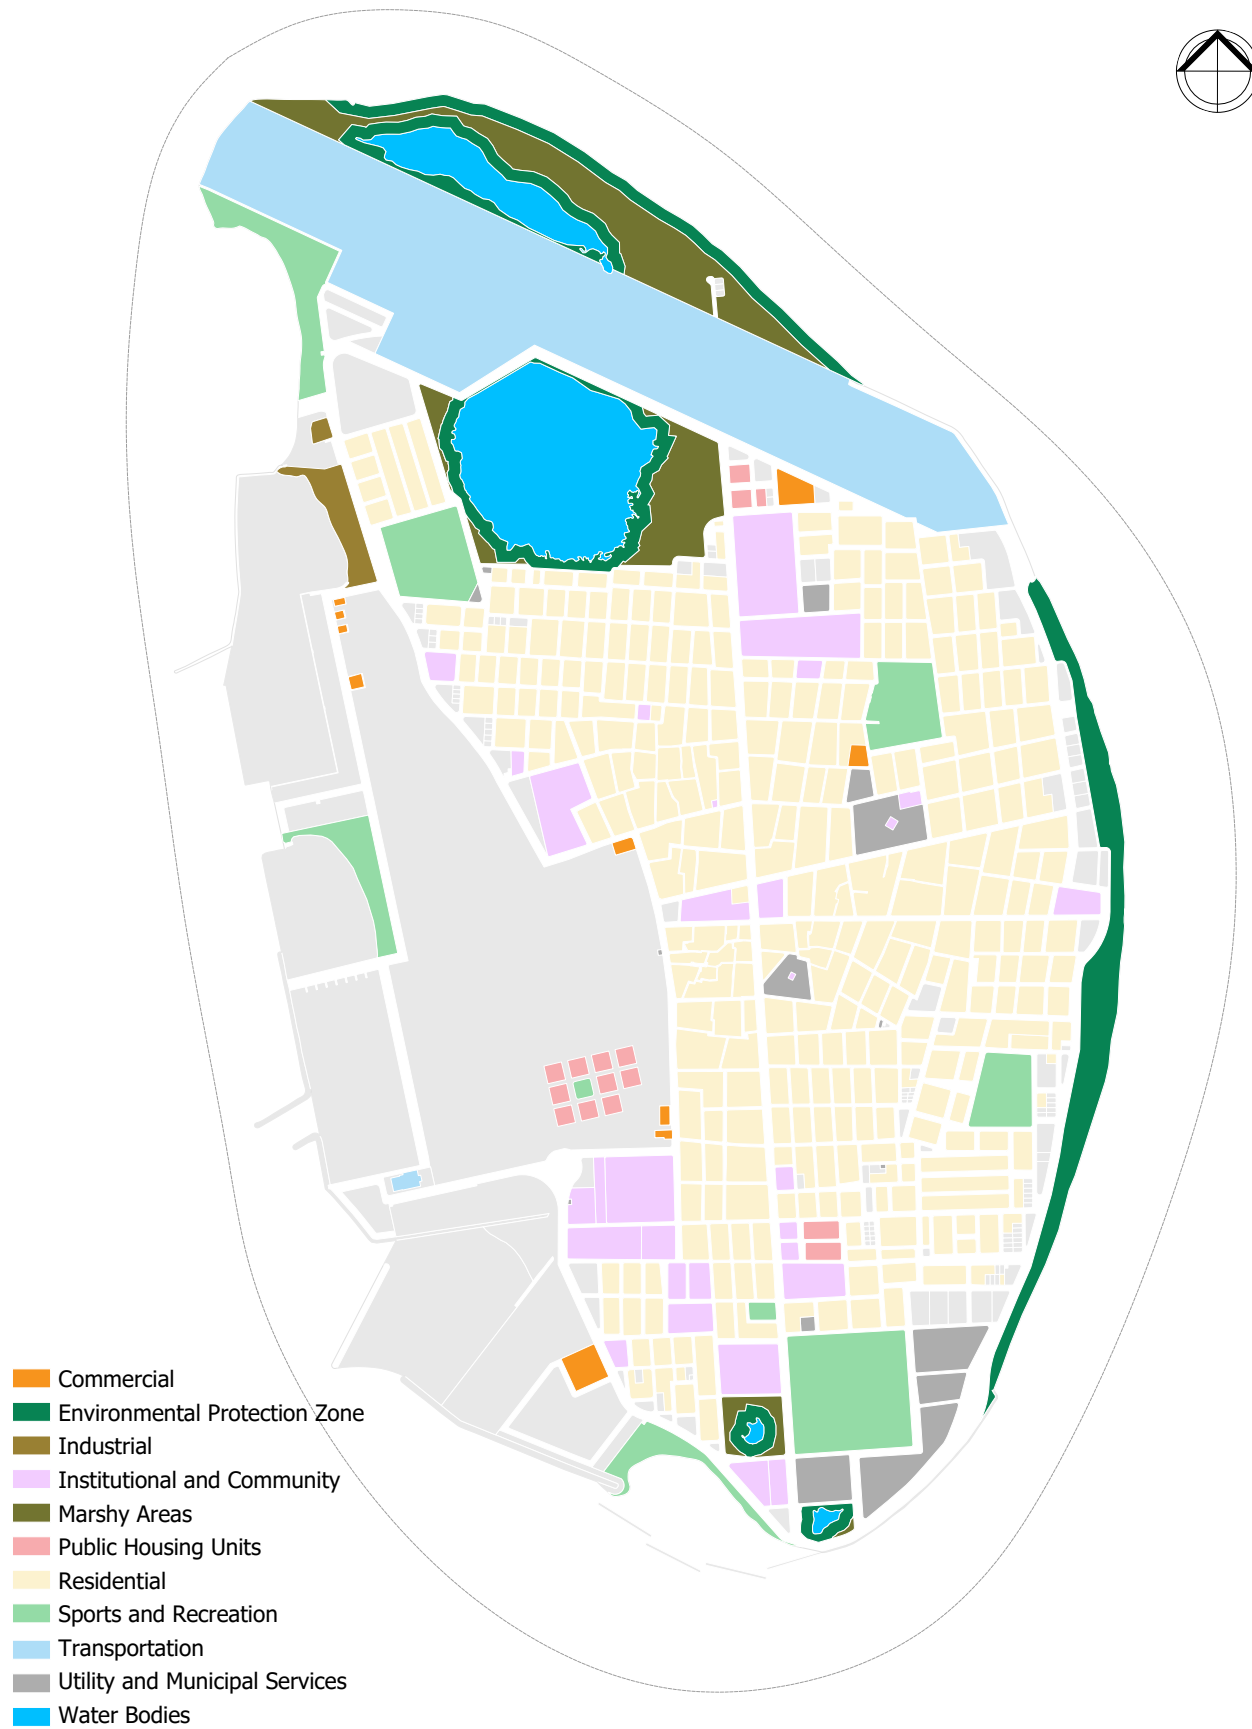 Commercial
Environmental Protection Zone
Industrial
Institutional and Community
Marshy Areas
Public Housing Units
Residential
Sports and Recreation
Transportation
Utility and Municipal Services
Water Bodies